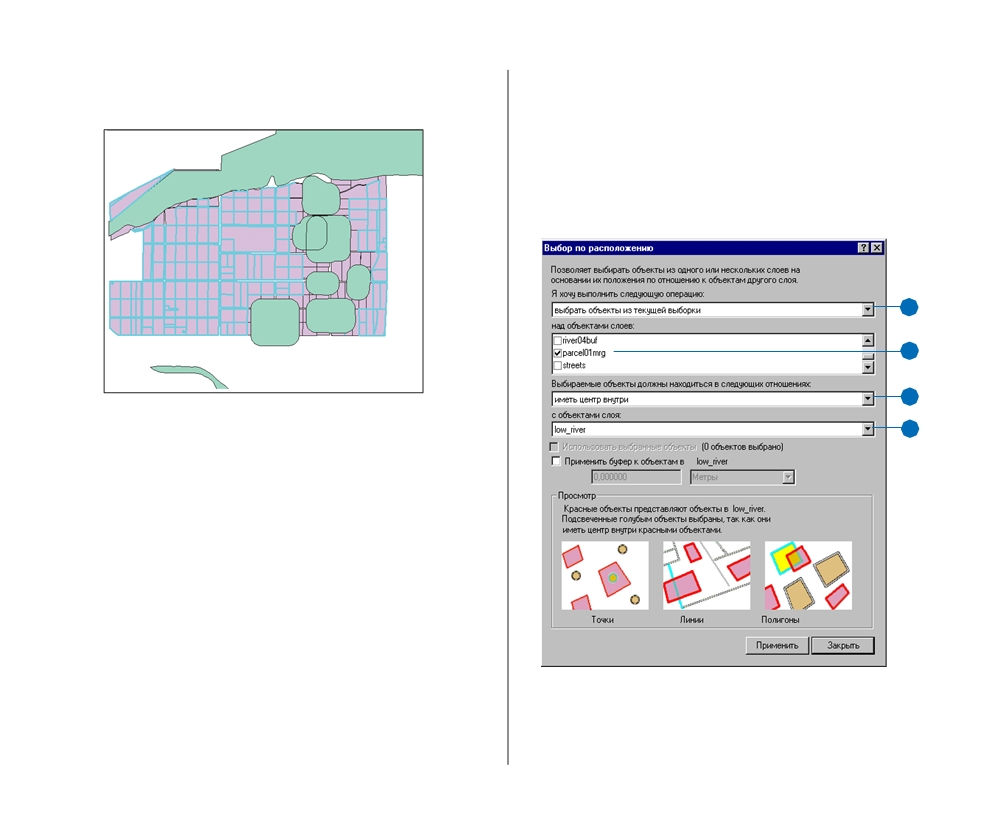 Выбор по расположению
Позволяет выбирать объекты из одного или нескольких слоев на
основании их положения по отношению к объектам другого слоя.
Я хочу выполнить следующую операцию:
выбрать объекты из текущей выборки
над объектами слоев:
river04buf
parcel01mrg
streets
Выбираемые объекты должны находиться в следующих отношениях:
иметь центр внутри
с объектами слоя:
low_river
Использовать выбранные объекты (0 объектов выбрано)
Применить буфер к объектам в low_river
0,000000 Метры
Просмотр
Красные объекты представляют объекты в low_river.
Подсвеченные голубым объекты выбраны, так как они
иметь центр внутри красными объектами.
Точки Линии Полигоны
Применить Закрыть